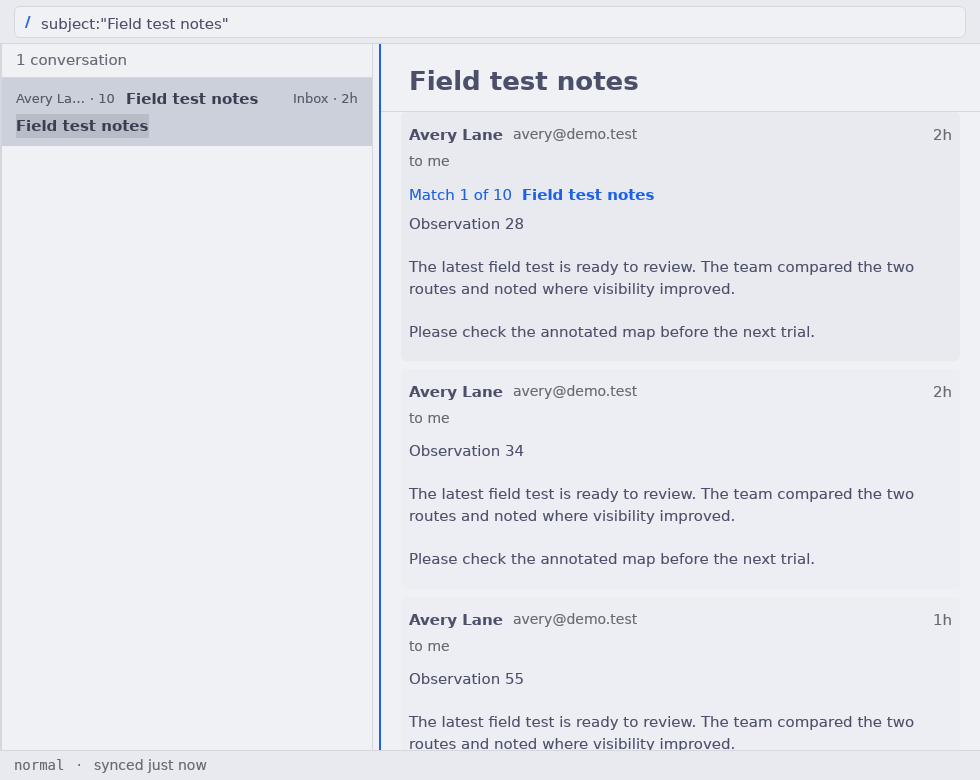 / subject:"Field test notes"
1 conversation
Avery La... · 10 Field test notes Inbox · 2h
Field test notes
Field test notes
Avery Lane avery@demo.test 2h
to me
Match 1 of 10 Field test notes
Observation 28
The latest field test is ready to review. The team compared the two
routes and noted where visibility improved.
Please check the annotated map before the next trial.
Avery Lane avery@demo.test 2h
to me
Observation 34
The latest field test is ready to review. The team compared the two
routes and noted where visibility improved.
Please check the annotated map before the next trial.
Avery Lane avery@demo.test 1h
to me
Observation 55
The latest field test is ready to review. The team compared the two
routes and noted where visibility improved.
normal · synced just now